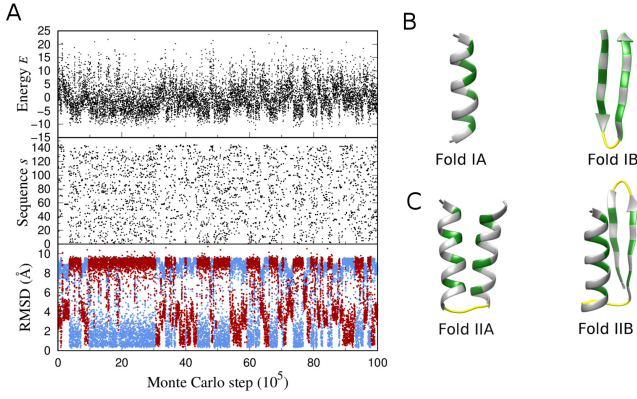 A
Energy E
25
20
15
10
5
0
−5
−10
−15
Sequence s
140
120
100
80
60
40
20
0
RMSD (Å)
10
8
6
4
2
0
0 20 40 60 80 100
Monte Carlo step (10^5)
B
Fold IA Fold IB
C
Fold IIA Fold IIB